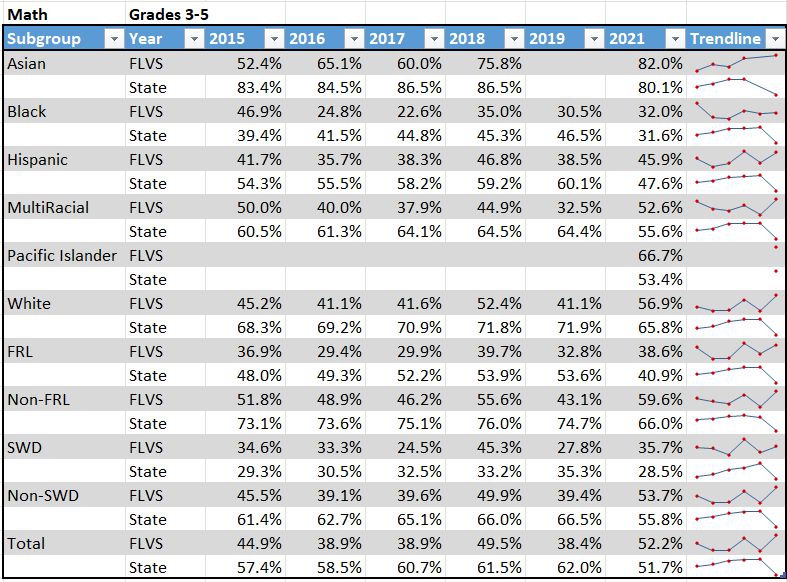 Math Grades 3-5
Subgroup Year 2015 2016 2017 2018 2019 2021 Trendline
Asian FLVS 52.4% 65.1% 60.0% 75.8% 82.0%
State 83.4% 84.5% 86.5% 86.5% 80.1%
Black FLVS 46.9% 24.8% 22.6% 35.0% 30.5% 32.0%
State 39.4% 41.5% 44.8% 45.3% 46.5% 31.6%
Hispanic FLVS 41.7% 35.7% 38.3% 46.8% 38.5% 45.9%
State 54.3% 55.5% 58.2% 59.2% 60.1% 47.6%
MultiRacial FLVS 50.0% 40.0% 37.9% 44.9% 32.5% 52.6%
State 60.5% 61.3% 64.1% 64.5% 64.4% 55.6%
Pacific Islander FLVS 66.7%
State 53.4%
White FLVS 45.2% 41.1% 41.6% 52.4% 41.1% 56.9%
State 68.3% 69.2% 70.9% 71.8% 71.9% 65.8%
FRL FLVS 36.9% 29.4% 29.9% 39.7% 32.8% 38.6%
State 48.0% 49.3% 52.2% 53.9% 53.6% 40.9%
Non-FRL FLVS 51.8% 48.9% 46.2% 55.6% 43.1% 59.6%
State 73.1% 73.6% 75.1% 76.0% 74.7% 66.0%
SWD FLVS 34.6% 33.3% 24.5% 45.3% 27.8% 35.7%
State 29.3% 30.5% 32.5% 33.2% 35.3% 28.5%
Non-SWD FLVS 45.5% 39.1% 39.6% 49.9% 39.4% 53.7%
State 61.4% 62.7% 65.1% 66.0% 66.5% 55.8%
Total FLVS 44.9% 38.9% 38.9% 49.5% 38.4% 52.2%
State 57.4% 58.5% 60.7% 61.5% 62.0% 51.7%